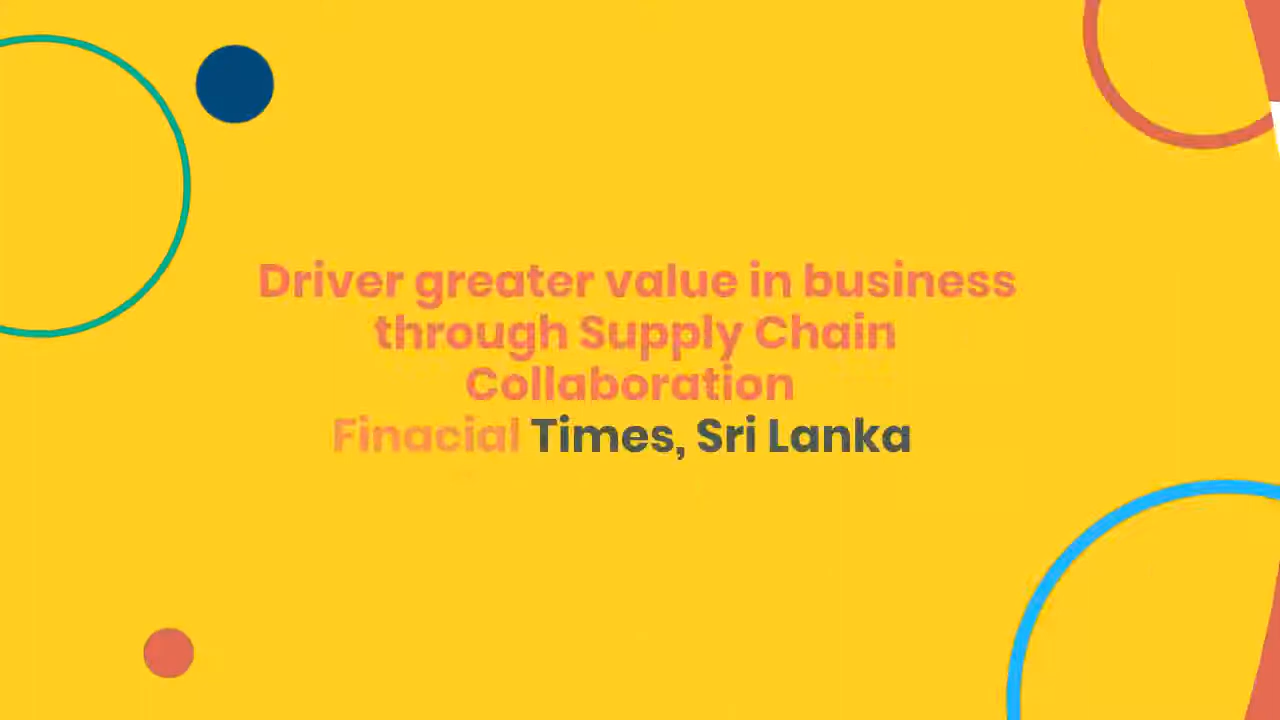 Driver greater value in business
through Supply Chain
Collaboration
Finacial Times, Sri Lanka